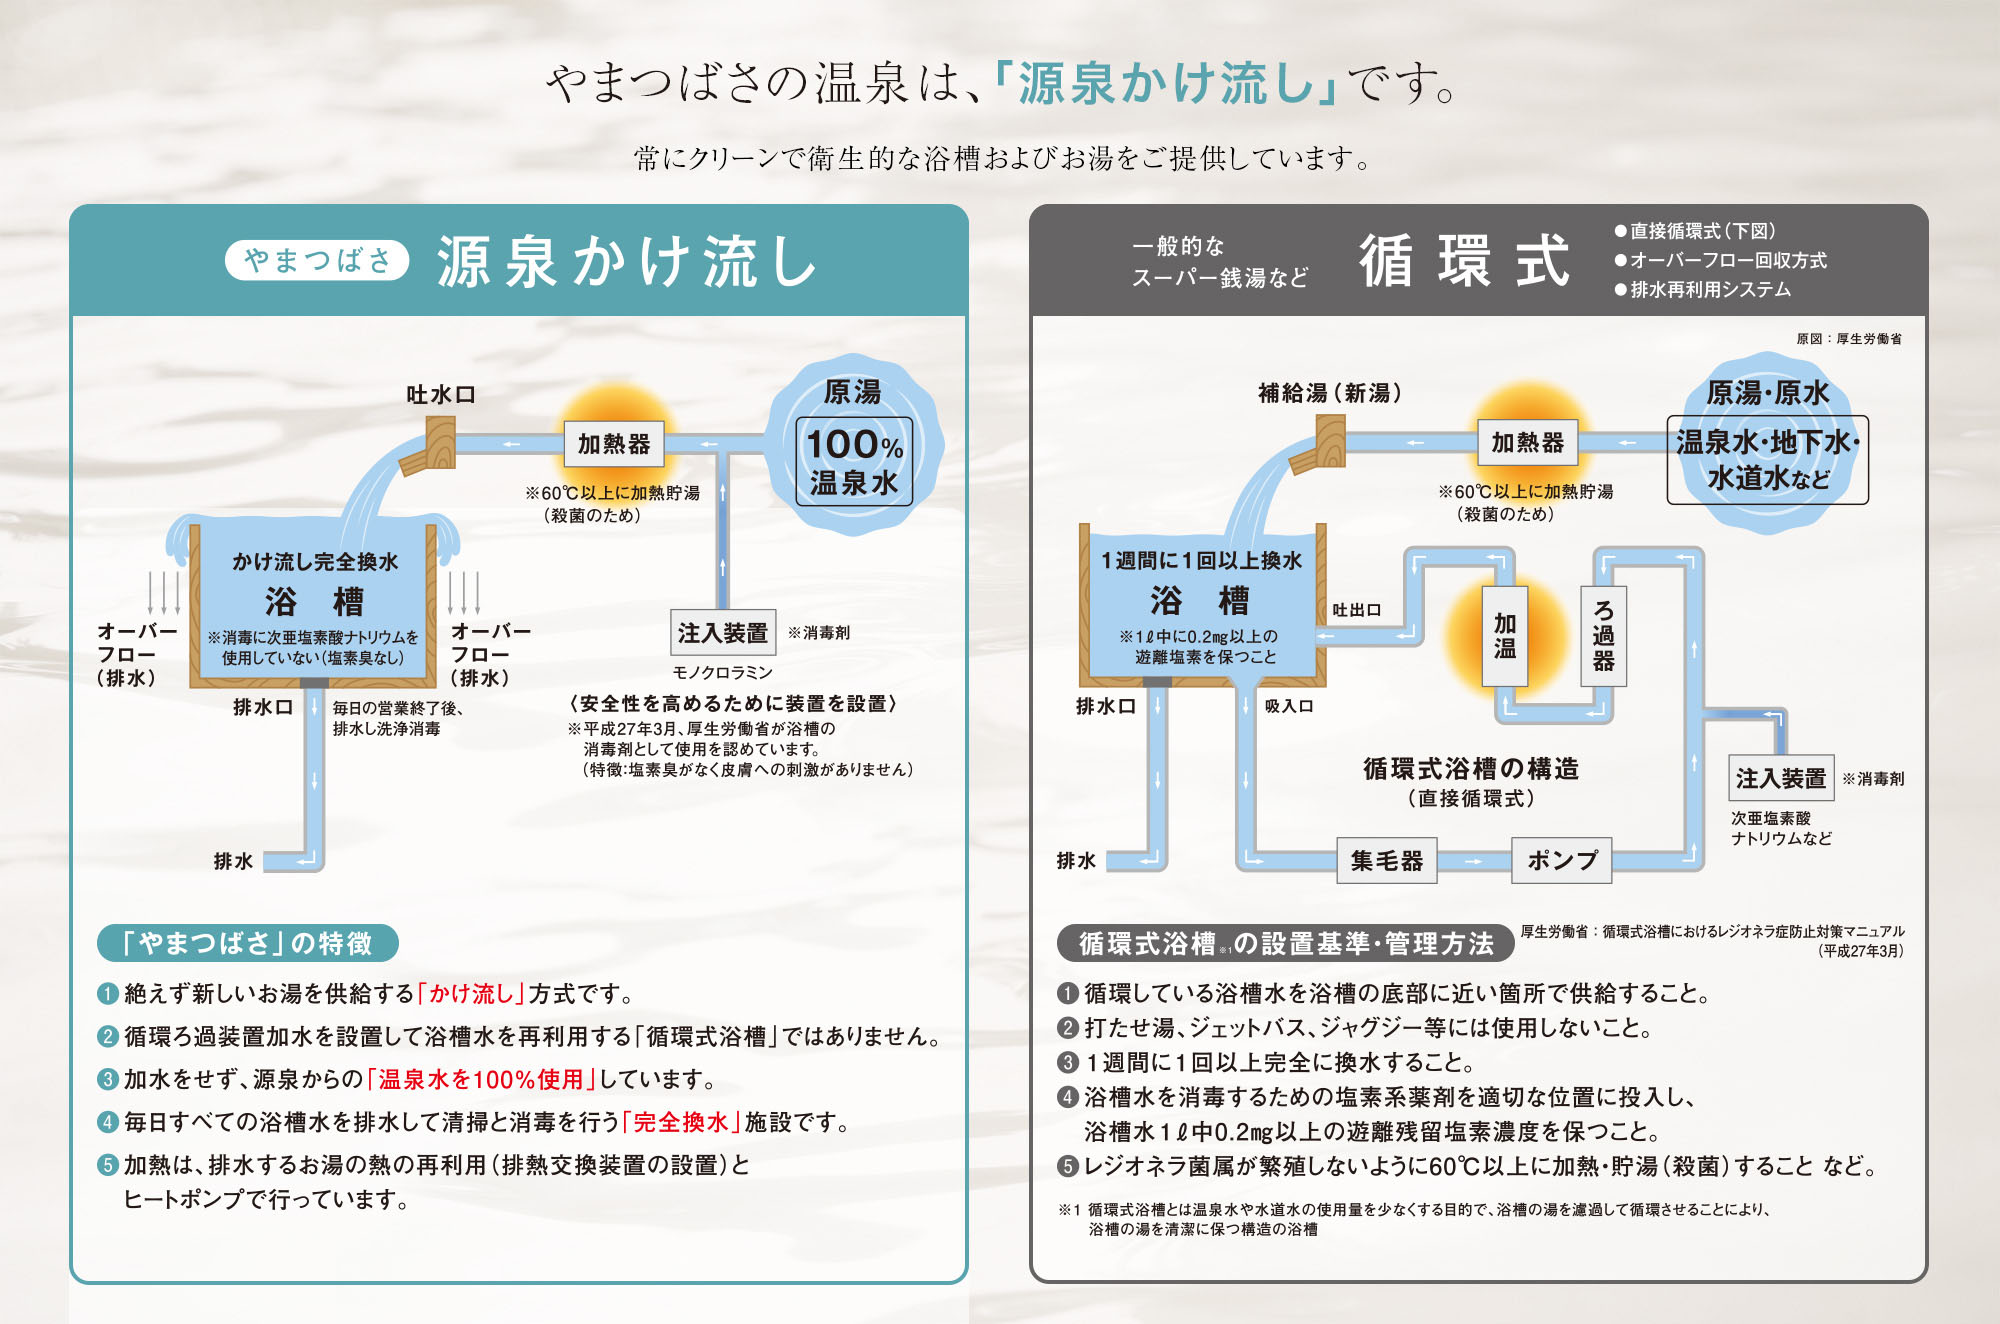 やまつばさの温泉は、「源泉かけ流し」です。
常にクリーンで衛生的な浴槽およびお湯をご提供しています。
やまつばさ 源泉かけ流し
吐水口
加熱器
※60℃以上に加熱貯湯
(殺菌のため)
原湯
100%
温泉水
かけ流し完全換水
浴 槽
※消毒に次亜塩素酸ナトリウムを
使用していない(塩素臭なし)
オーバー
フロー
(排水)
オーバー
フロー
(排水)
排水口
毎日の営業終了後、
排水し洗浄消毒
排水
注入装置 ※消毒剤
モノクロラミン
〈安全性を高めるために装置を設置〉
※平成27年3月、厚生労働省が浴槽の
消毒剤として使用を認めています。
(特徴:塩素臭がなく皮膚への刺激がありません)
「やまつばさ」の特徴
1 絶えず新しいお湯を供給する「かけ流し」方式です。
2 循環ろ過装置加水を設置して浴槽水を再利用する「循環式浴槽」ではありません。
3 加水をせず、源泉からの「温泉水を100%使用」しています。
4 毎日すべての浴槽水を排水して清掃と消毒を行う「完全換水」施設です。
5 加熱は、排水するお湯の熱の再利用(排熱交換装置の設置)と
ヒートポンプで行っています。
一般的な
スーパー銭湯など
循環式
●直接循環式(下図)
●オーバーフロー回収方式
●排水再利用システム
原図:厚生労働省
補給湯(新湯)
加熱器
※60℃以上に加熱貯湯
(殺菌のため)
原湯・原水
温泉水・地下水・
水道水など
1週間に1回以上換水
浴 槽
※1ℓ中に0.2㎎以上の
遊離塩素を保つこと
吐出口
加温
ろ過器
排水口
吸入口
循環式浴槽の構造
(直接循環式)
注入装置 ※消毒剤
次亜塩素酸
ナトリウムなど
排水
集毛器
ポンプ
循環式浴槽※1の設置基準・管理方法
厚生労働省:循環式浴槽におけるレジオネラ症防止対策マニュアル
(平成27年3月)
1 循環している浴槽水を浴槽の底部に近い箇所で供給すること。
2 打たせ湯、ジェットバス、ジャグジー等には使用しないこと。
3 1週間に1回以上完全に換水すること。
4 浴槽水を消毒するための塩素系薬剤を適切な位置に投入し、
浴槽水1ℓ中0.2㎎以上の遊離残留塩素濃度を保つこと。
5 レジオネラ菌属が繁殖しないように60℃以上に加熱・貯湯(殺菌)すること など。
※1 循環式浴槽とは温泉水や水道水の使用量を少なくする目的で、浴槽の湯を濾過して循環させることにより、
浴槽の湯を清潔に保つ構造の浴槽